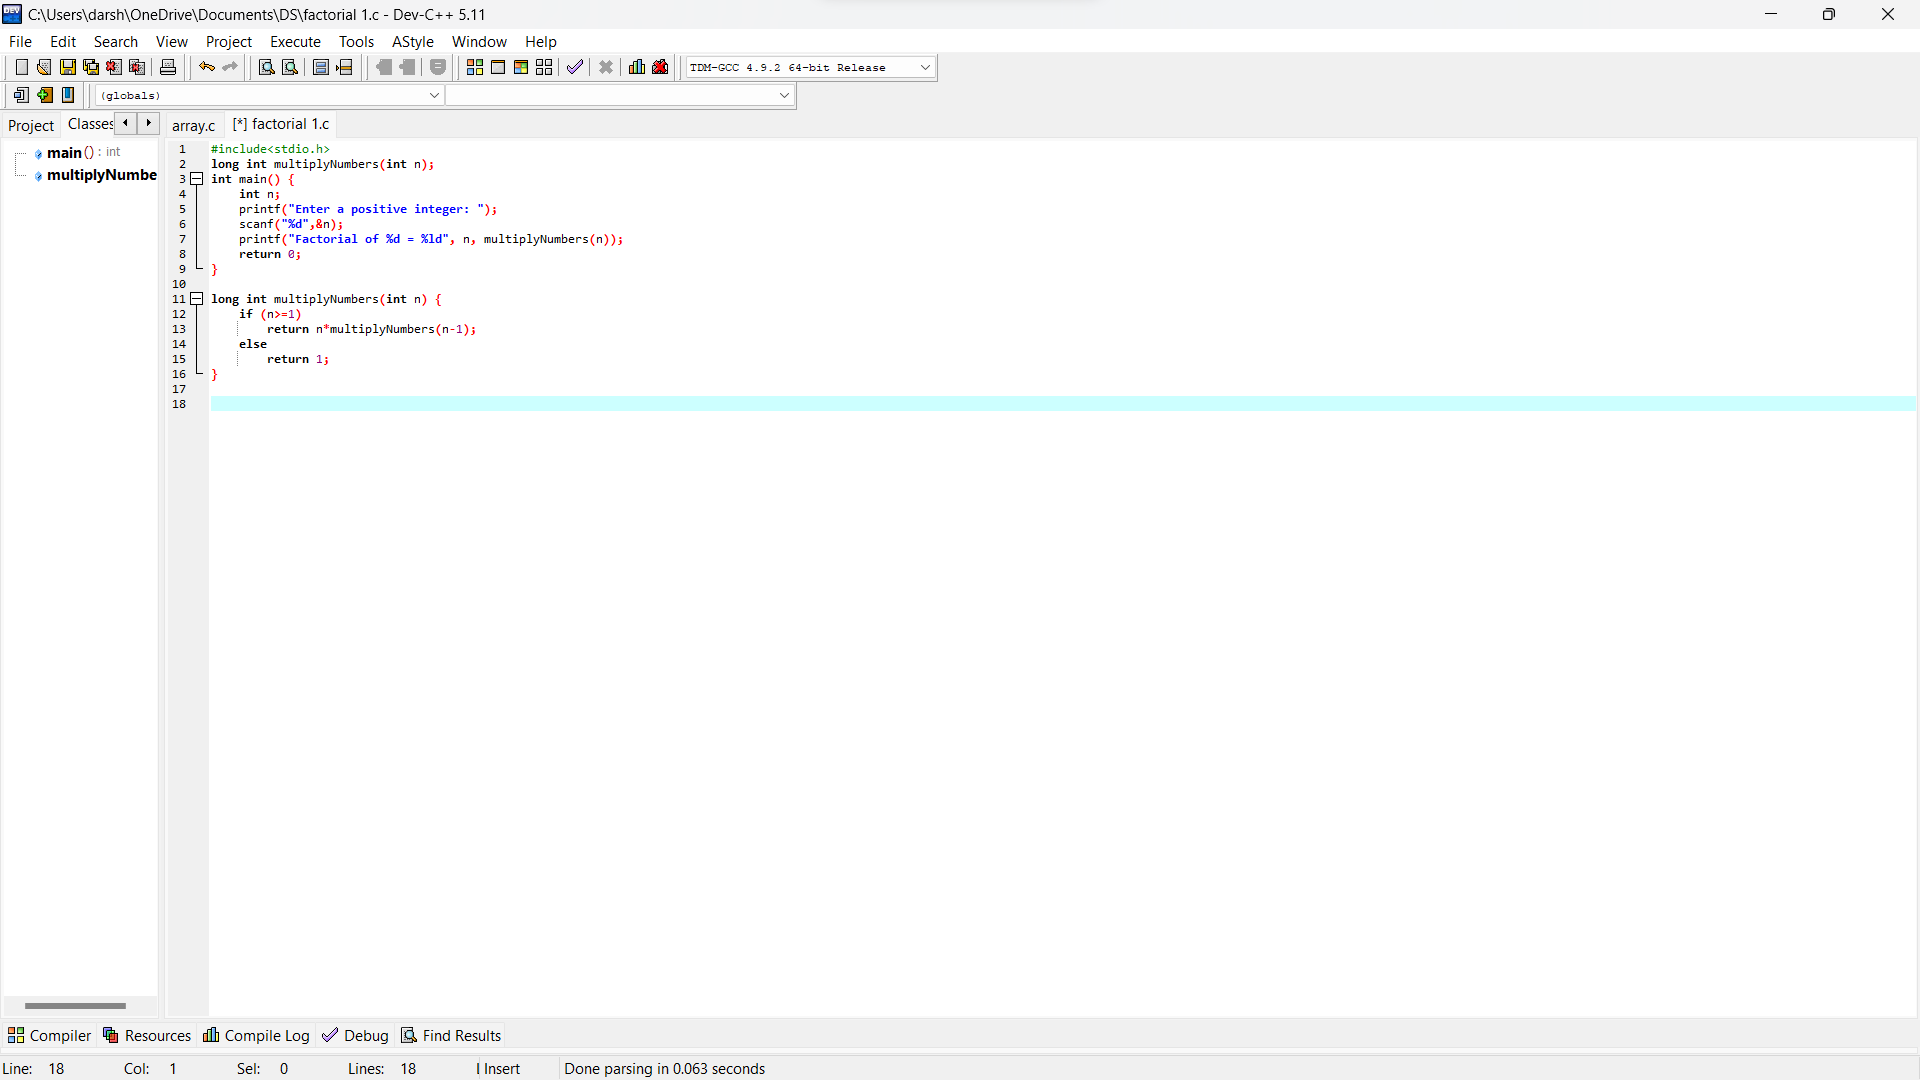 C:\Users\darsh\OneDrive\Documents\DS\factorial 1.c - Dev-C++ 5.11
File Edit Search View Project Execute Tools AStyle Window Help
TDM-GCC 4.9.2 64-bit Release
(globals)
Project Classes array.c [*] factorial 1.c
main () : int
multiplyNumbe
1 #include<stdio.h>
2 long int multiplyNumbers(int n);
3 int main() {
4     int n;
5     printf("Enter a positive integer: ");
6     scanf("%d",&n);
7     printf("Factorial of %d = %ld", n, multiplyNumbers(n));
8     return 0;
9 }
10
11 long int multiplyNumbers(int n) {
12     if (n>=1)
13         return n*multiplyNumbers(n-1);
14     else
15         return 1;
16 }
17
18
Compiler Resources Compile Log Debug Find Results
Line: 18 Col: 1 Sel: 0 Lines: 18 Insert Done parsing in 0.063 seconds